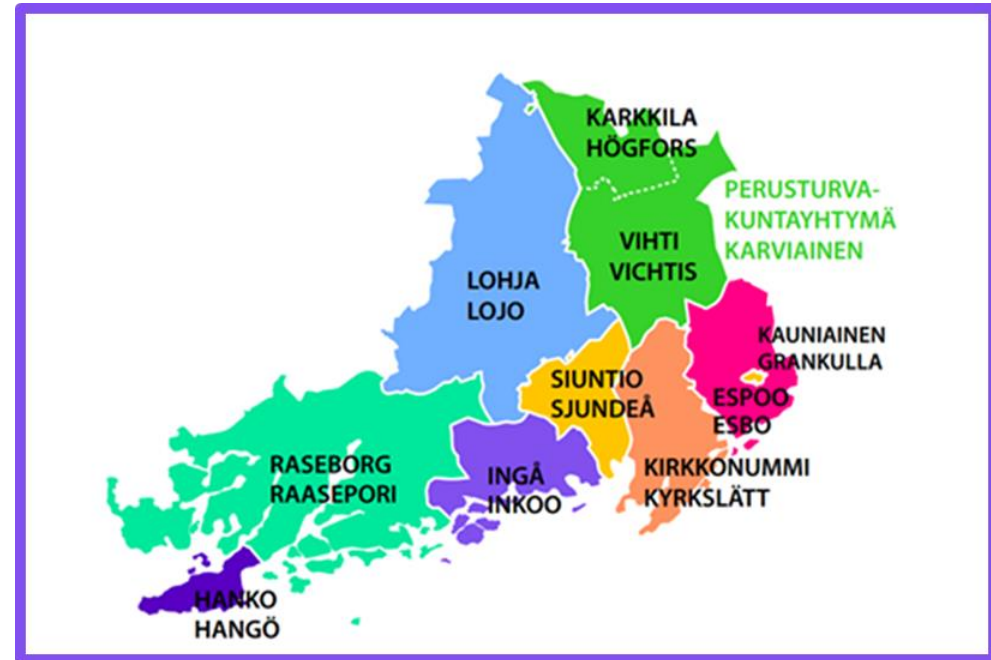 KARKKILA
HÖGFORS
PERUSTURVA-
KUNTAYHTYMÄ
KARVIAINEN
VIHTI
VICHTIS
LOHJA
LOJO
KAUNIAINEN
GRANKULLA
SIUNTIO
SJUNDEÅ
ESPOO
ESBO
RASEBORG
RAASEPORI
INGÅ
INKOO
KIRKKONUMMI
KYRKSLÄTT
HANKO
HANGÖ